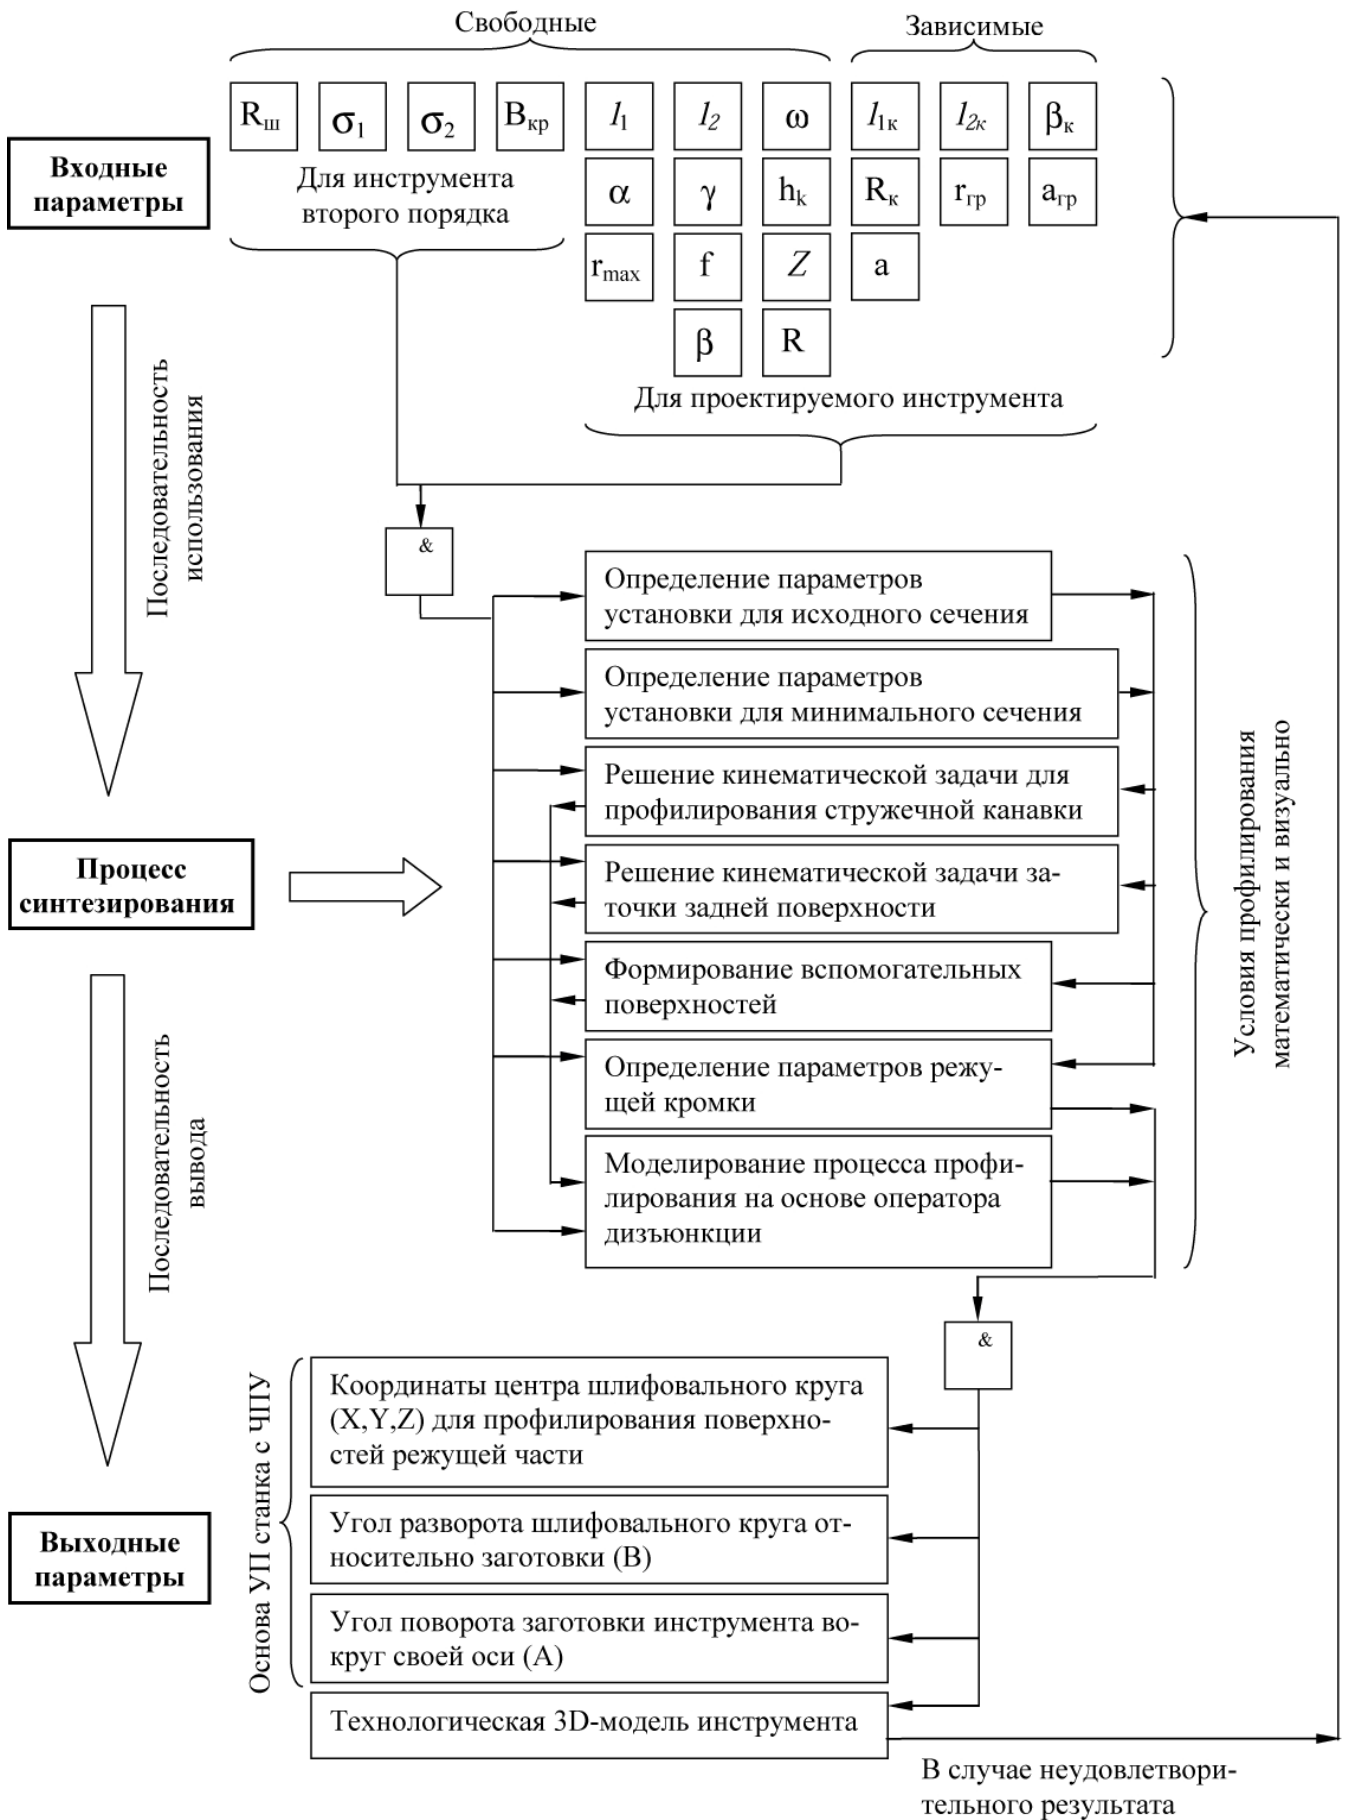 Свободные
Зависимые
Rш
σ1
σ2
Bкр
l1
l2
ω
l1к
l2к
βк
Входные
параметры
Для инструмента
второго порядка
α
γ
hk
Rк
rгр
aгр
rmax
f
Z
a
β
R
Для проектируемого инструмента
Последовательность
использования
&
Определение параметров
установки для исходного сечения
Определение параметров
установки для минимального сечения
Решение кинематической задачи для
профилирования стружечной канавки
Процесс
синтезирования
Решение кинематической задачи за-
точки задней поверхности
Формирование вспомогательных
поверхностей
Определение параметров режу-
щей кромки
Моделирование процесса профи-
лирования на основе оператора
дизъюнкции
Условия профилирования
математически и визуально
Последовательность
вывода
&
Основа УП станка с ЧПУ
Координаты центра шлифовального круга
(X,Y,Z) для профилирования поверхно-
стей режущей части
Выходные
параметры
Угол разворота шлифовального круга от-
носительно заготовки (В)
Угол поворота заготовки инструмента во-
круг своей оси (А)
Технологическая 3D-модель инструмента
В случае неудовлетвори-
тельного результата